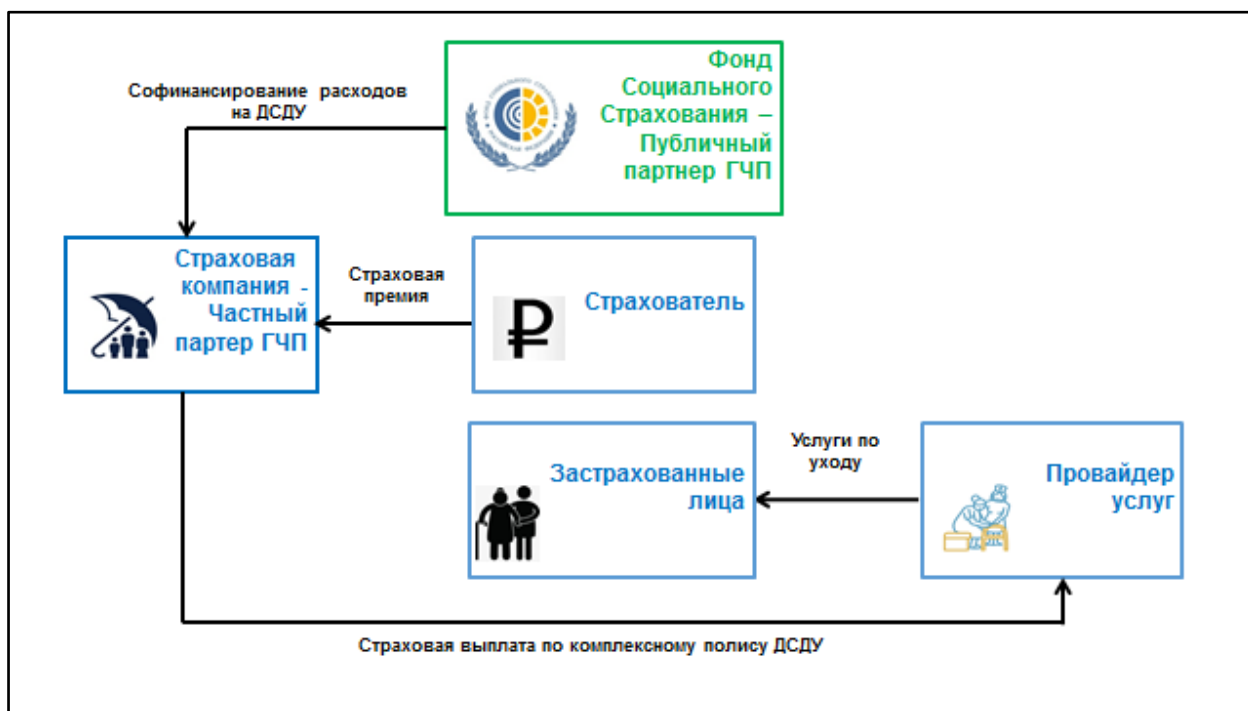 Фонд
Социального
Страхования –
Публичный
партнер ГЧП
Софинансирование расходов
на ДСДУ
Страховая
компания -
Частный
партер ГЧП
Страховая
премия
Страхователь
Застрахованные
лица
Услуги по
уходу
Провайдер
услуг
Страховая выплата по комплексному полису ДСДУ